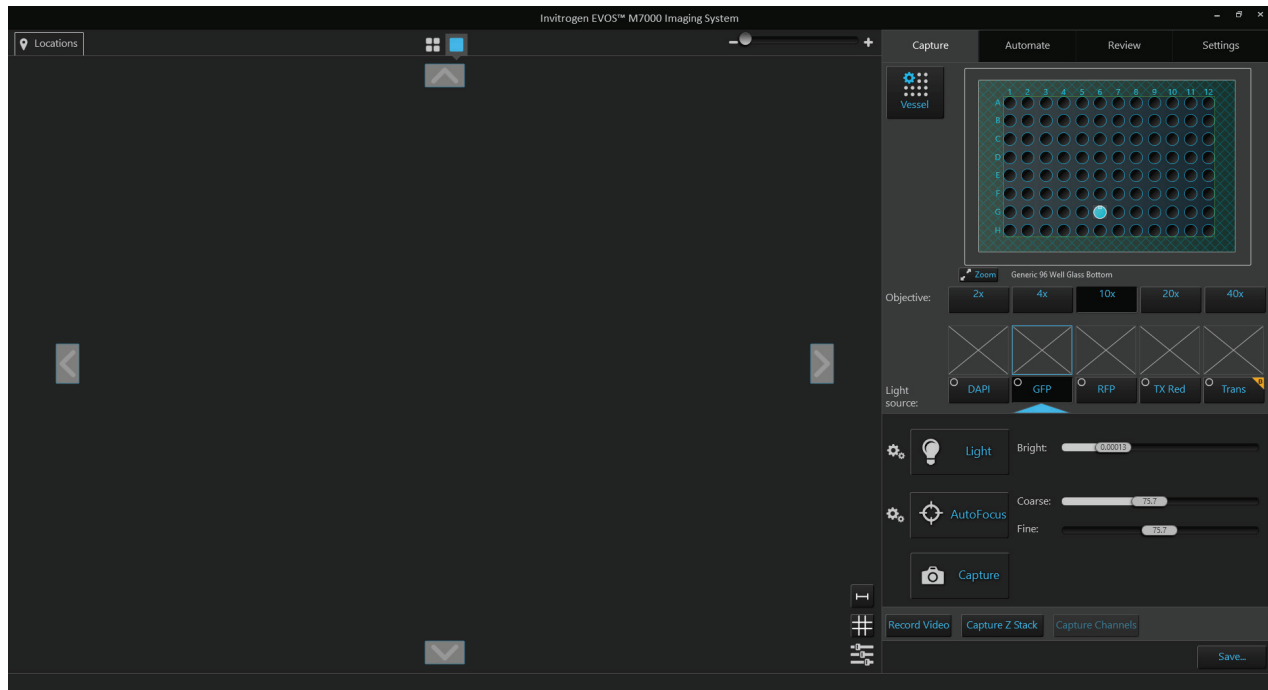 Invitrogen EVOS™ M7000 Imaging System
Locations
Capture Automate Review Settings
Vessel
1 2 3 4 5 6 7 8 9 10 11 12
A
B
C
D
E
F
G
H
Zoom Generic 96 Well Glass Bottom
Objective: 2x 4x 10x 20x 40x
Light source: DAPI GFP RFP TX Red Trans
Light Bright: 0.00013
AutoFocus Coarse: 75.7
Fine: 75.7
Capture
Record Video Capture Z Stack Capture Channels
Save...